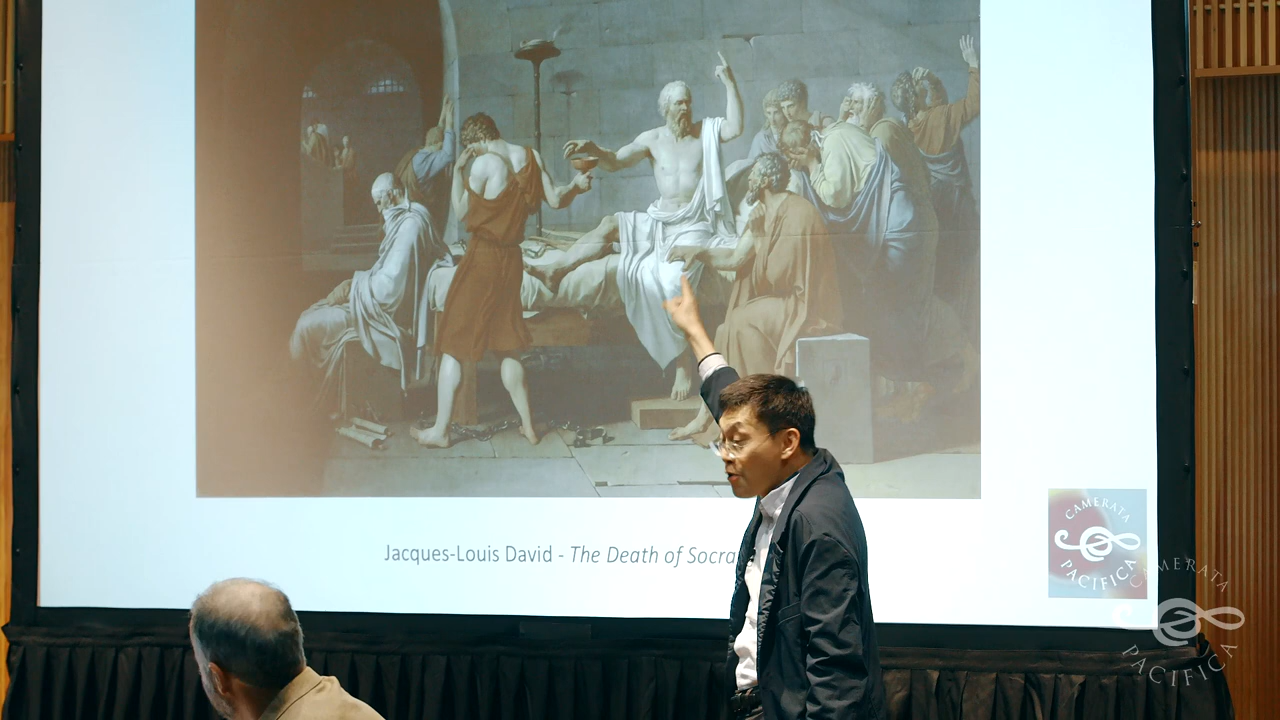 Jacques-Louis David - The Death of Socra
CAMERATA
PACIFICA
CAMERATA
PACIFICA